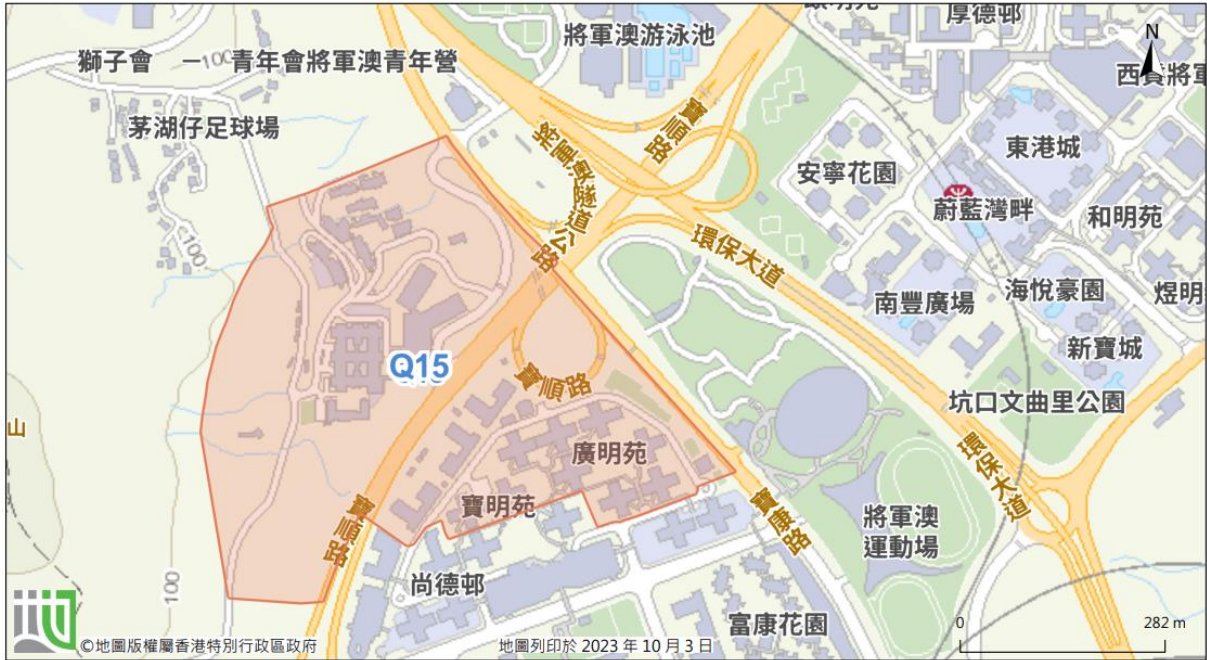 將軍澳游泳池
厚德邨
N
獅子會 — 100 青年會將軍澳青年營
茅湖仔足球場
寶順路
將軍澳隧道公路
安寧花園
東港城
蔚藍灣畔
和明苑
環保大道
南豐廣場
海悅豪園
新寶城
100
Q15
寶順路
坑口文曲里公園
山
廣明苑
寶明苑
寶順路
寶康路
將軍澳
運動場
環保大道
尚德邨
100
富康花園
0 282 m
©地圖版權屬香港特別行政區政府
地圖列印於 2023 年 10 月 3 日